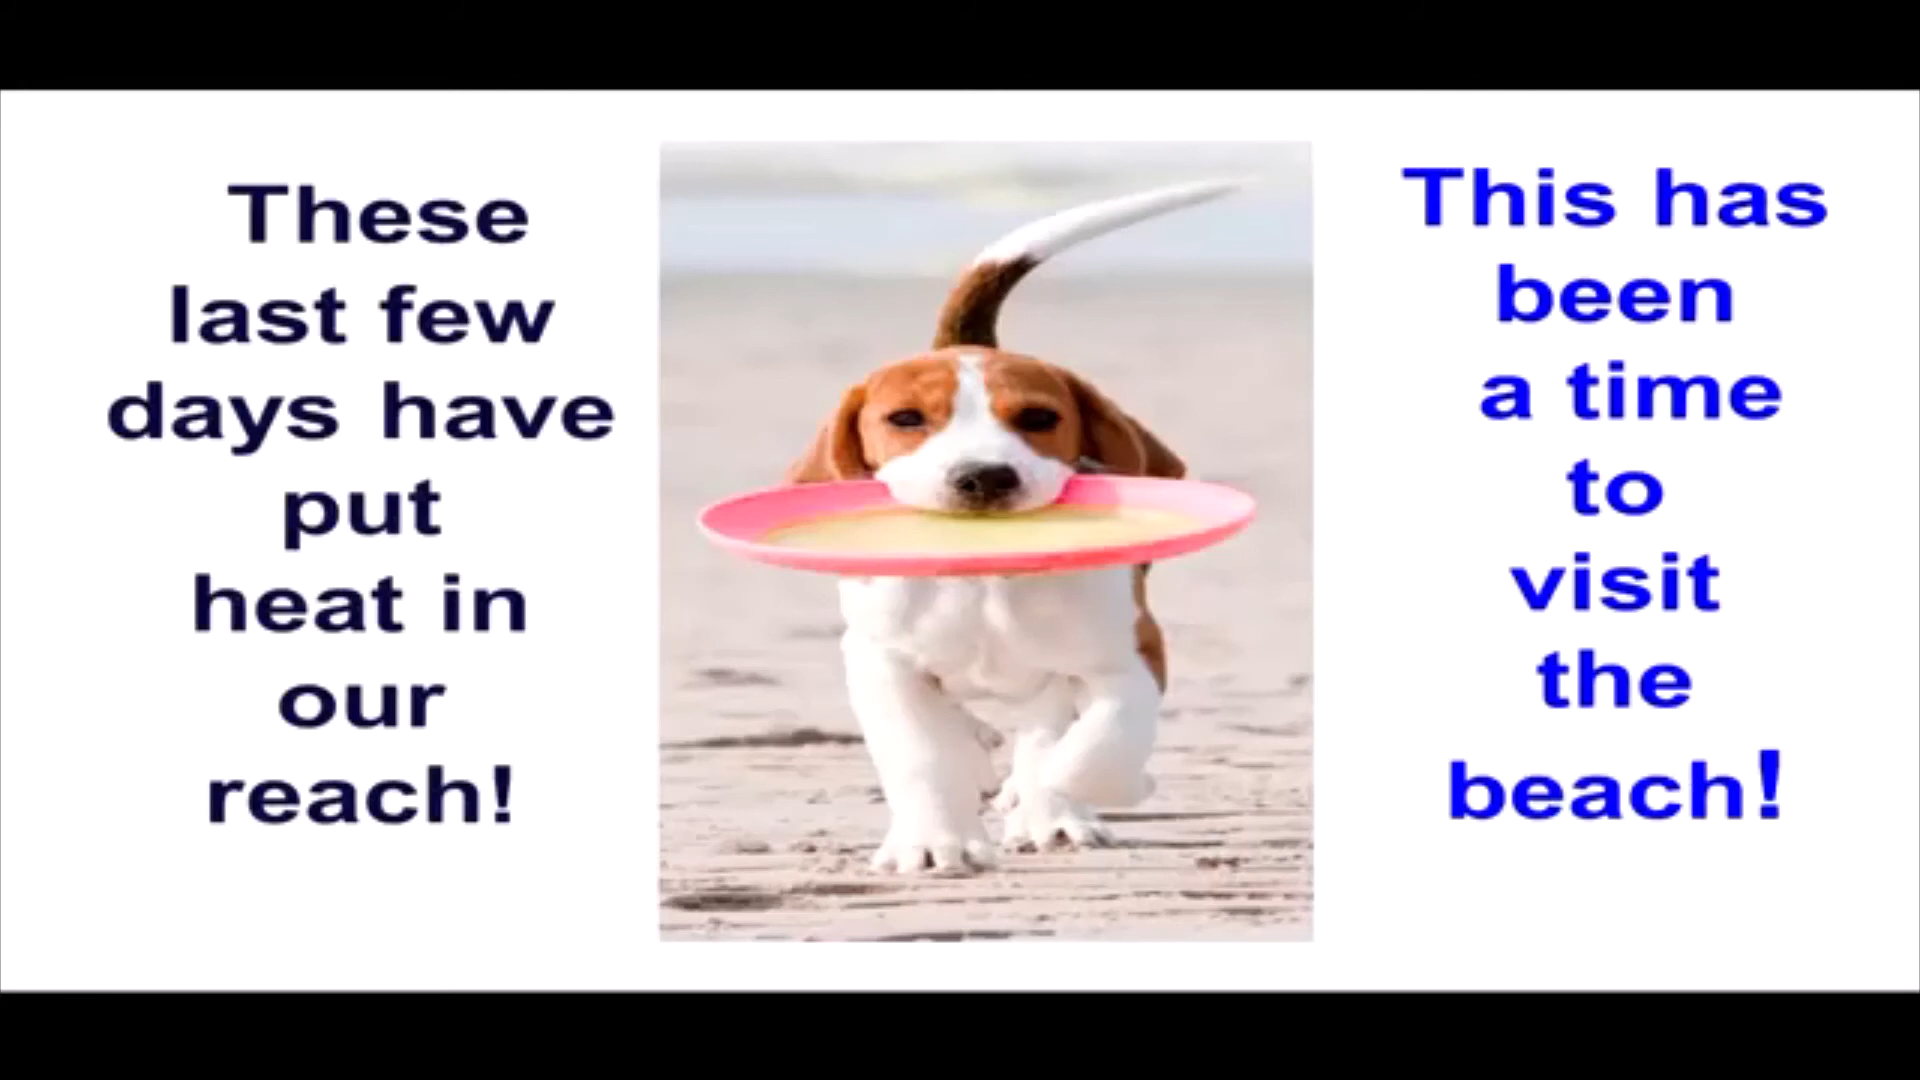 These
last few
days have
put
heat in
our
reach!
This has
been
a time
to
visit
the
beach!